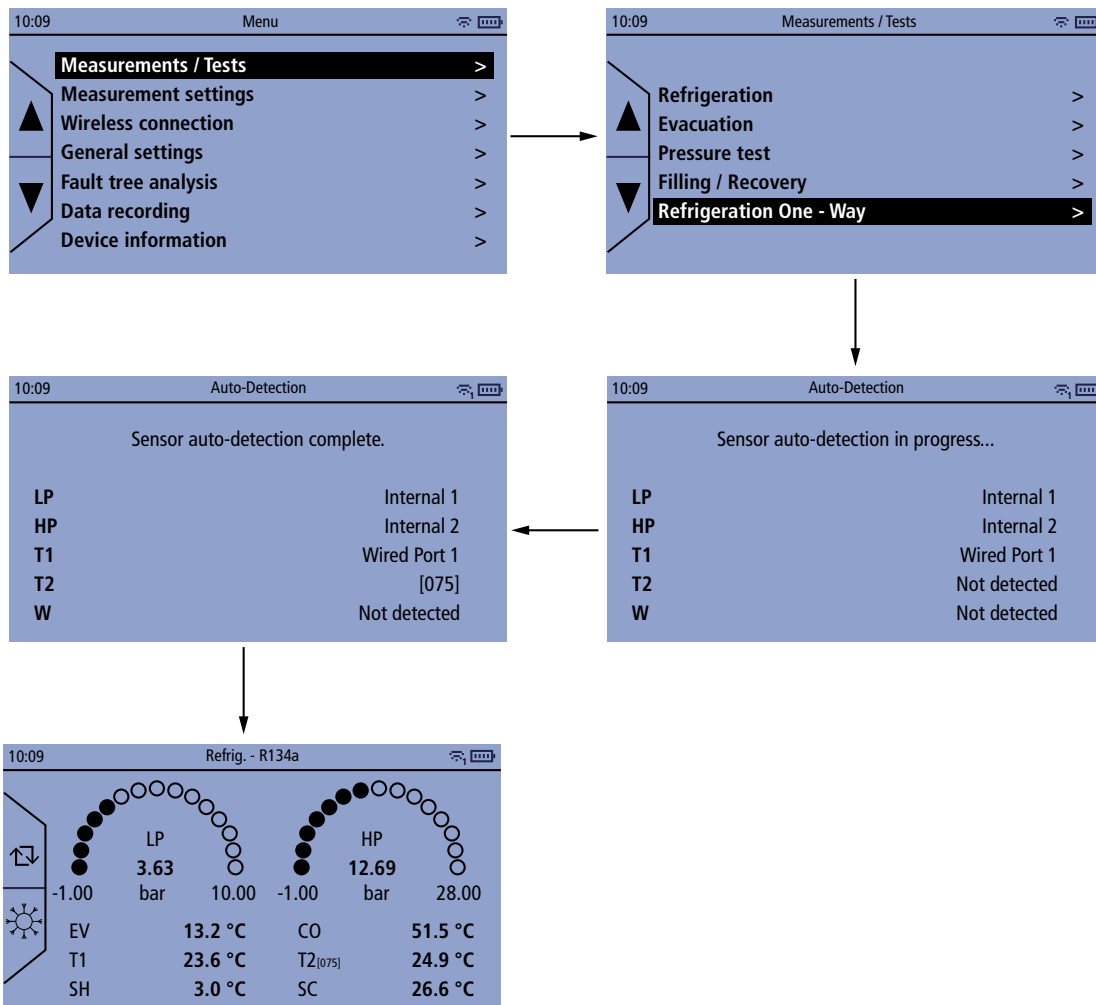 10:09 Menu
Measurements / Tests >
Measurement settings >
Wireless connection >
General settings >
Fault tree analysis >
Data recording >
Device information >
10:09 Measurements / Tests
Refrigeration >
Evacuation >
Pressure test >
Filling / Recovery >
Refrigeration One - Way >
10:09 Auto-Detection 1
Sensor auto-detection in progress...
LP Internal 1
HP Internal 2
T1 Wired Port 1
T2 Not detected
W Not detected
10:09 Auto-Detection 1
Sensor auto-detection complete.
LP Internal 1
HP Internal 2
T1 Wired Port 1
T2 [075]
W Not detected
10:09 Refrig. - R134a 1
LP HP
3.63 12.69
-1.00 bar 10.00 -1.00 bar 28.00
EV 13.2 °C CO 51.5 °C
T1 23.6 °C T2[075] 24.9 °C
SH 3.0 °C SC 26.6 °C